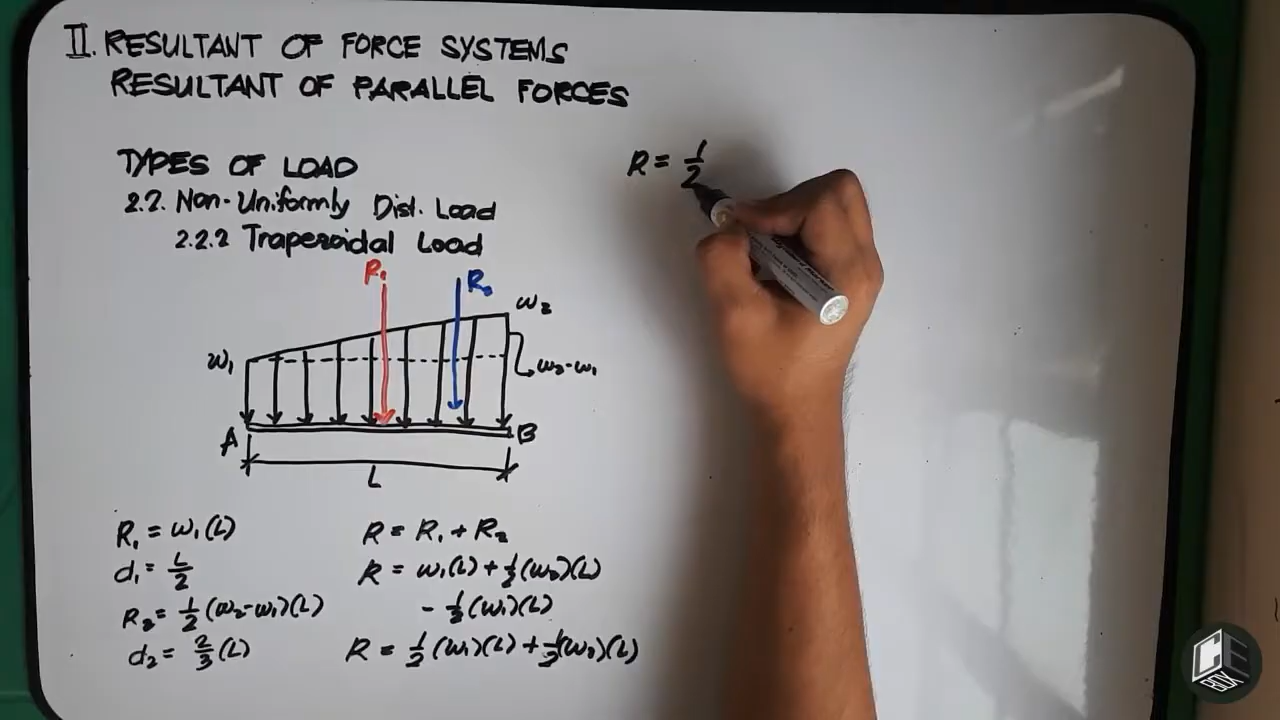 II. RESULTANT OF FORCE SYSTEMS
RESULTANT OF PARALLEL FORCES
TYPES OF LOAD
2.2. Non-Uniformly Dist. Load
2.2.2 Trapezoidal Load
R₁
R₂
w₂
w₁
w₂-w₁
A
B
L
R₁ = w₁(L)
d₁ = L/2
R₂ = 1/2 (w₂-w₁)(L)
d₂ = 2/3 (L)
R = R₁ + R₂
R = w₁(L) + 1/2(w₂)(L)
- 1/2(w₁)(L)
R = 1/2 (w₁)(L) + 1/2(w₂)(L)
R = 1/2
CE
BOX